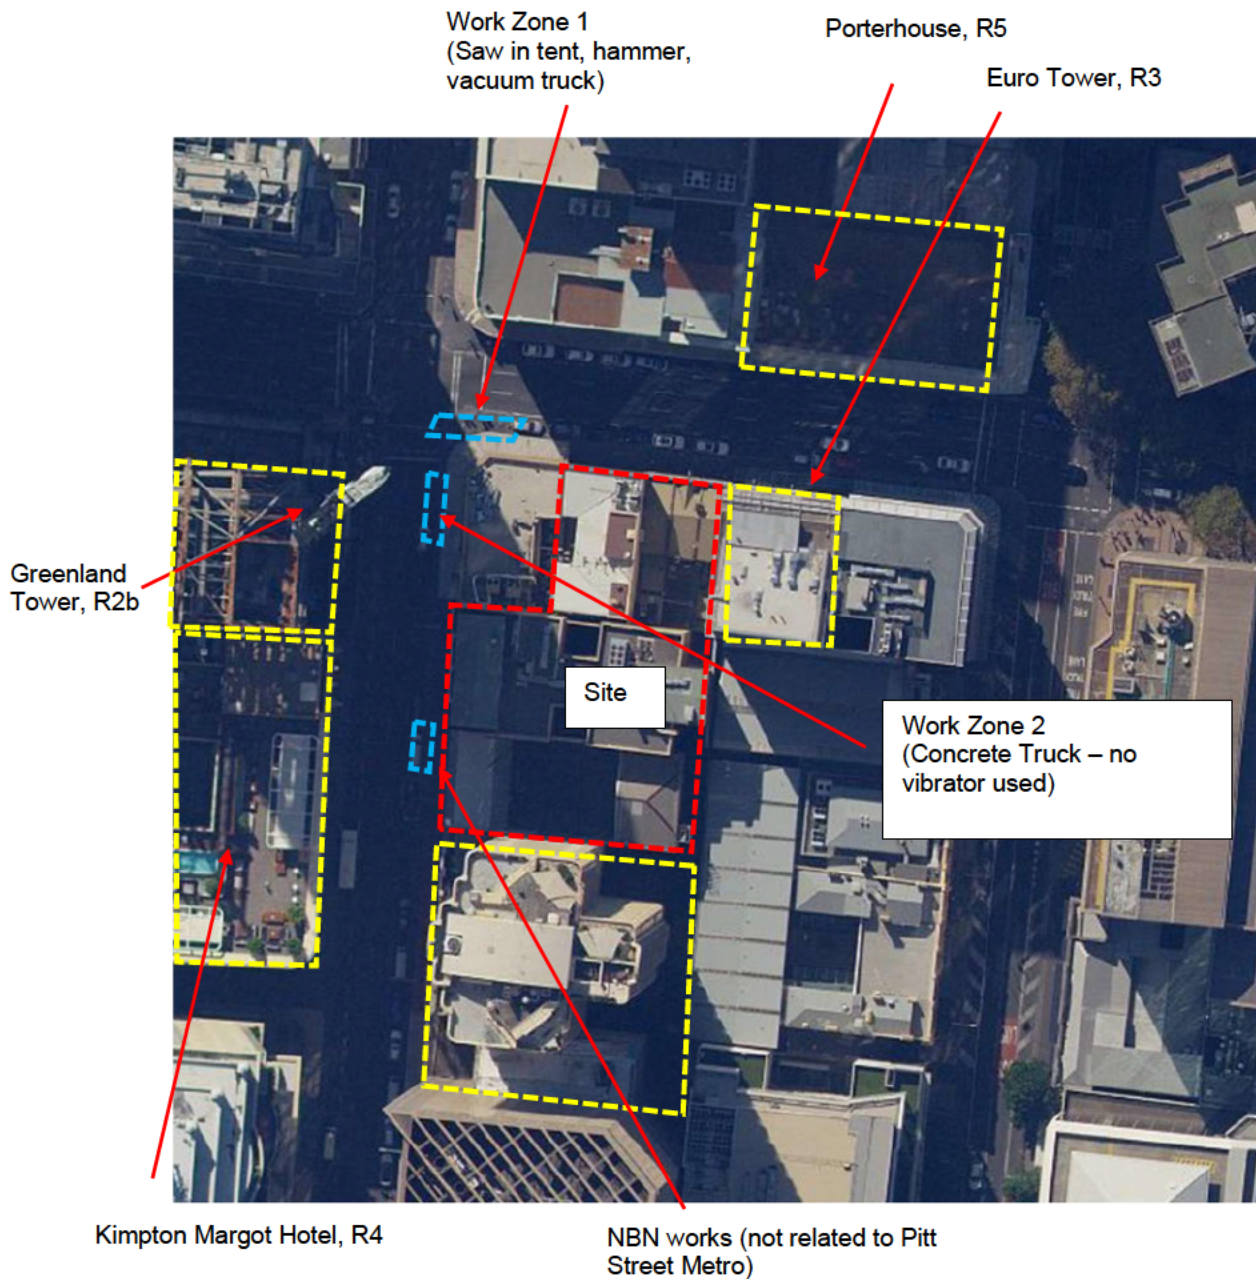 Work Zone 1
(Saw in tent, hammer,
vacuum truck)
Porterhouse, R5
Euro Tower, R3
Greenland
Tower, R2b
Site
Work Zone 2
(Concrete Truck – no
vibrator used)
Kimpton Margot Hotel, R4
NBN works (not related to Pitt
Street Metro)